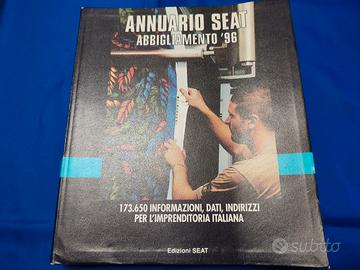 ANNUARIO SEAT
ABBIGLIAMENTO '96
173.650 INFORMAZIONI, DATI, INDIRIZZI
PER L'IMPRENDITORIA ITALIANA
Edizioni SEAT
subito